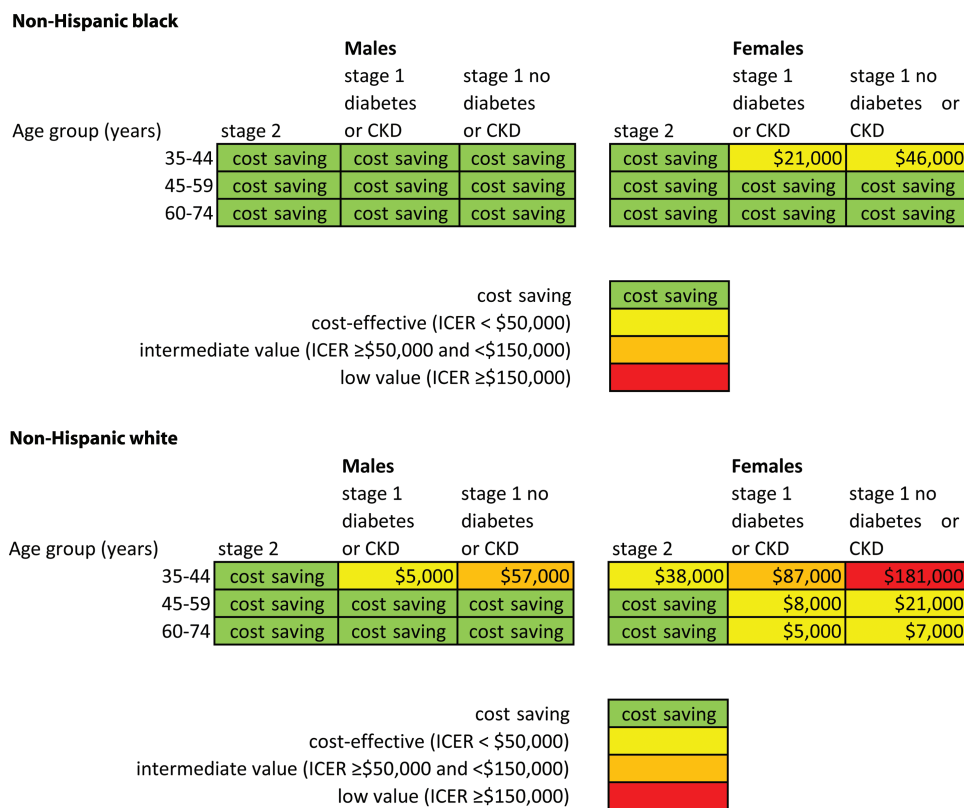 Non-Hispanic black
Males Females
stage 1 stage 1 no stage 1 stage 1 no
diabetes diabetes diabetes diabetes or
Age group (years) stage 2 or CKD or CKD stage 2 or CKD CKD
35-44 cost saving cost saving cost saving cost saving $21,000 $46,000
45-59 cost saving cost saving cost saving cost saving cost saving cost saving
60-74 cost saving cost saving cost saving cost saving cost saving cost saving
cost saving cost saving
cost-effective (ICER < $50,000)
intermediate value (ICER ≥$50,000 and <$150,000)
low value (ICER ≥$150,000)
Non-Hispanic white
Males Females
stage 1 stage 1 no stage 1 stage 1 no
diabetes diabetes diabetes diabetes or
Age group (years) stage 2 or CKD or CKD stage 2 or CKD CKD
35-44 cost saving $5,000 $57,000 $38,000 $87,000 $181,000
45-59 cost saving cost saving cost saving cost saving $8,000 $21,000
60-74 cost saving cost saving cost saving cost saving $5,000 $7,000
cost saving cost saving
cost-effective (ICER < $50,000)
intermediate value (ICER ≥$50,000 and <$150,000)
low value (ICER ≥$150,000)